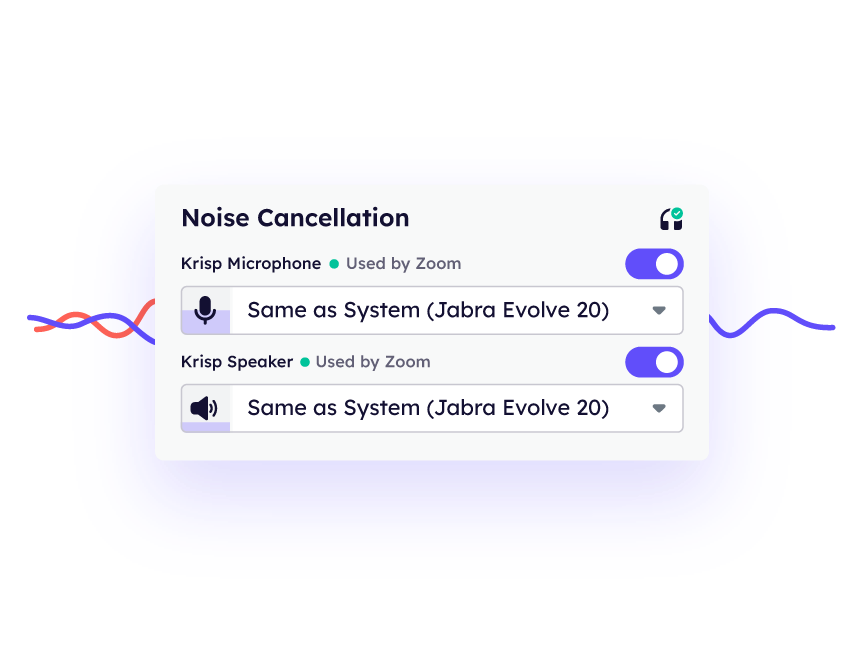 Noise Cancellation
Krisp Microphone Used by Zoom
Same as System (Jabra Evolve 20)
Krisp Speaker Used by Zoom
Same as System (Jabra Evolve 20)